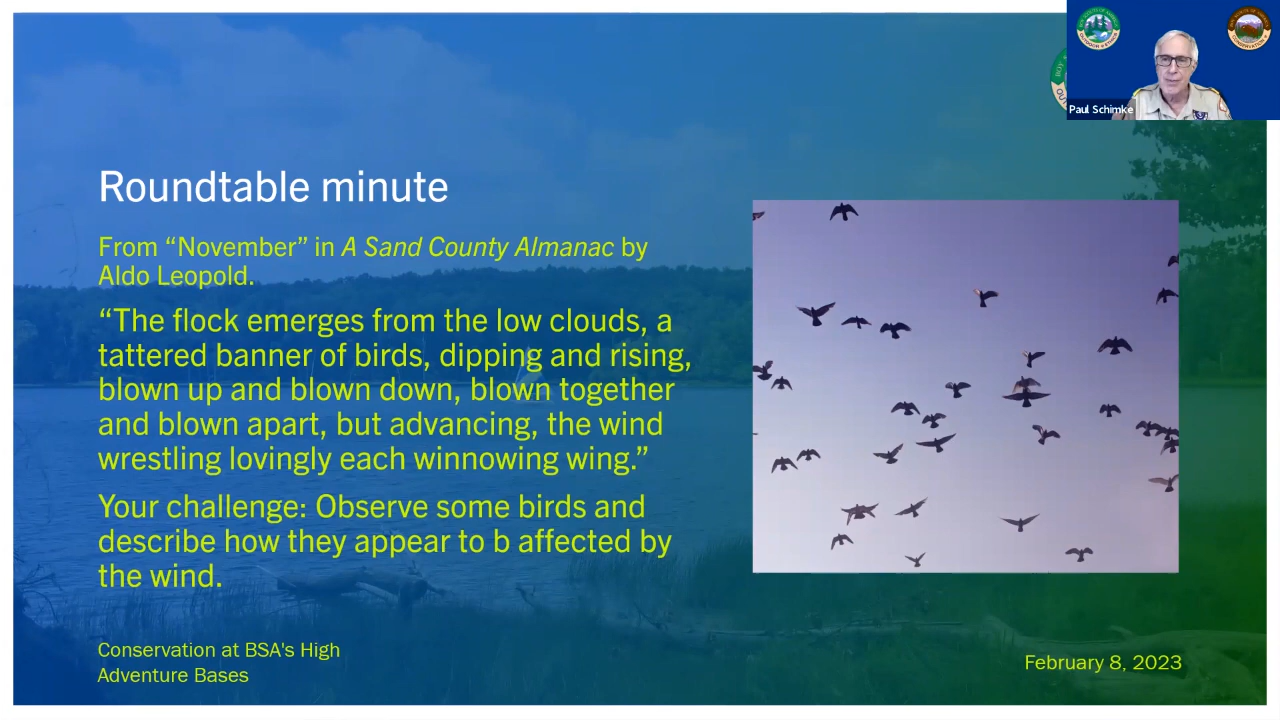 Paul Schimke
Roundtable minute
From “November” in A Sand County Almanac by
Aldo Leopold.
“The flock emerges from the low clouds, a
tattered banner of birds, dipping and rising,
blown up and blown down, blown together
and blown apart, but advancing, the wind
wrestling lovingly each winnowing wing.”
Your challenge: Observe some birds and
describe how they appear to b affected by
the wind.
Conservation at BSA's High
Adventure Bases
February 8, 2023